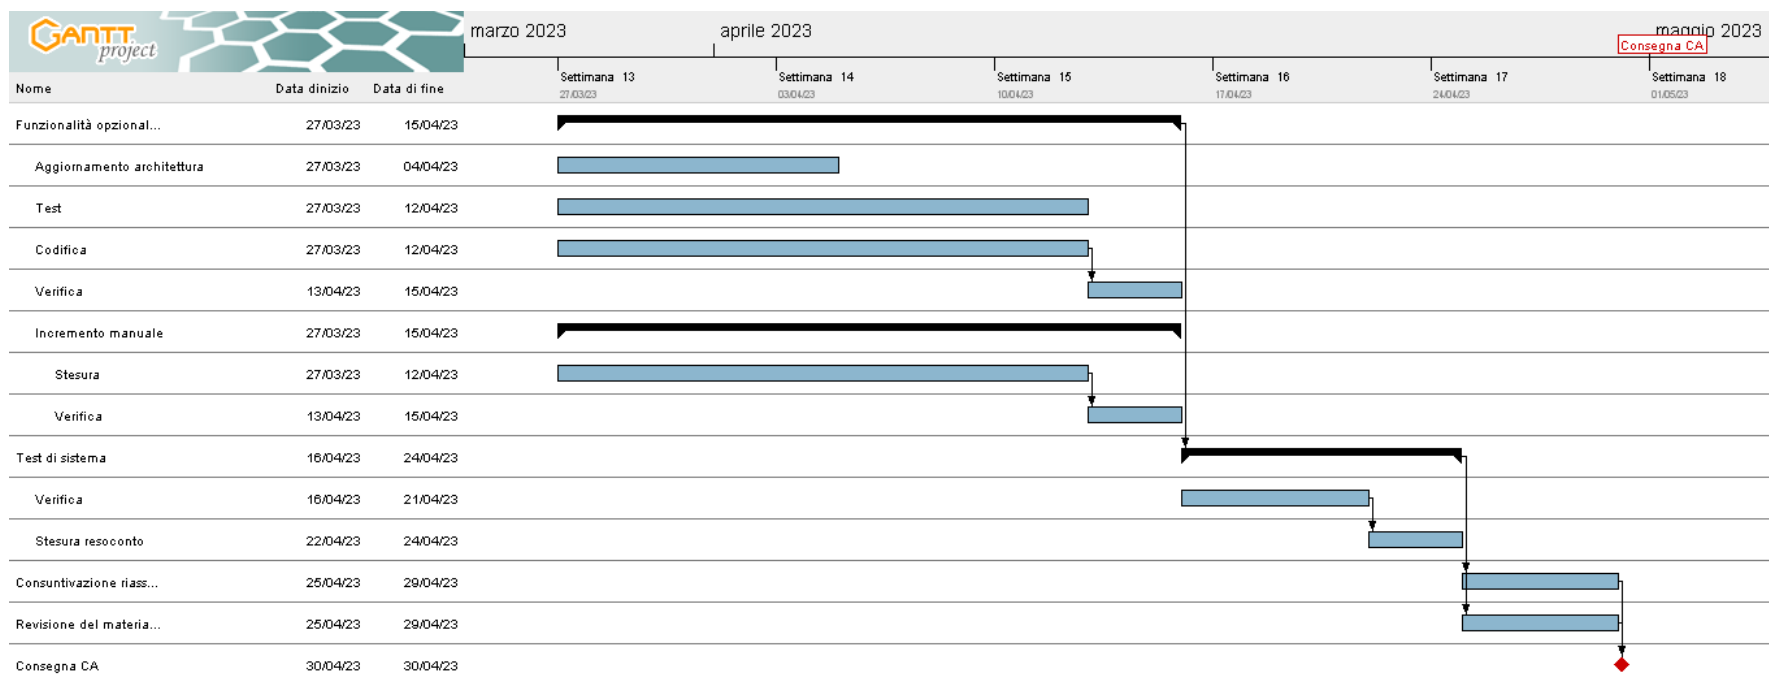 GANTT project
marzo 2023
aprile 2023
maggio 2023
Consegna CA
Nome Data dinizio Data di fine
Settimana 13
27/03/23
Settimana 14
03/04/23
Settimana 15
10/04/23
Settimana 16
17/04/23
Settimana 17
24/04/23
Settimana 18
01/05/23
Funzionalità opzional... 27/03/23 15/04/23
Aggiornamento architettura 27/03/23 04/04/23
Test 27/03/23 12/04/23
Codifica 27/03/23 12/04/23
Verifica 13/04/23 15/04/23
Incremento manuale 27/03/23 15/04/23
Stesura 27/03/23 12/04/23
Verifica 13/04/23 15/04/23
Test di sistema 16/04/23 24/04/23
Verifica 16/04/23 21/04/23
Stesura resoconto 22/04/23 24/04/23
Consuntivazione riass... 25/04/23 29/04/23
Revisione del materia... 25/04/23 29/04/23
Consegna CA 30/04/23 30/04/23